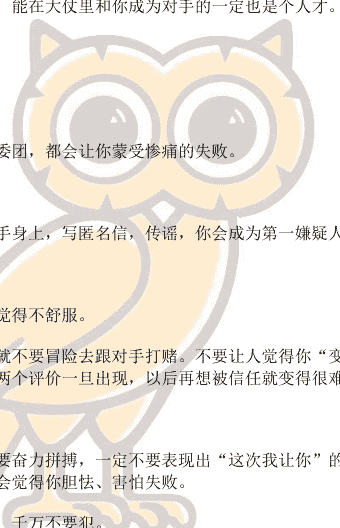 能在大仗里和你成为对手的一定也是个人才。
委团，都会让你蒙受惨痛的失败。
手身上，写匿名信，传谣，你会成为第一嫌疑人
觉得不舒服。
就不要冒险去跟对手打赌。不要让人觉得你“变
两个评价一旦出现，以后再想被信任就变得很难
要奋力拼搏，一定不要表现出“这次我让你”的
会觉得你胆怯、害怕失败。
千万不要犯。